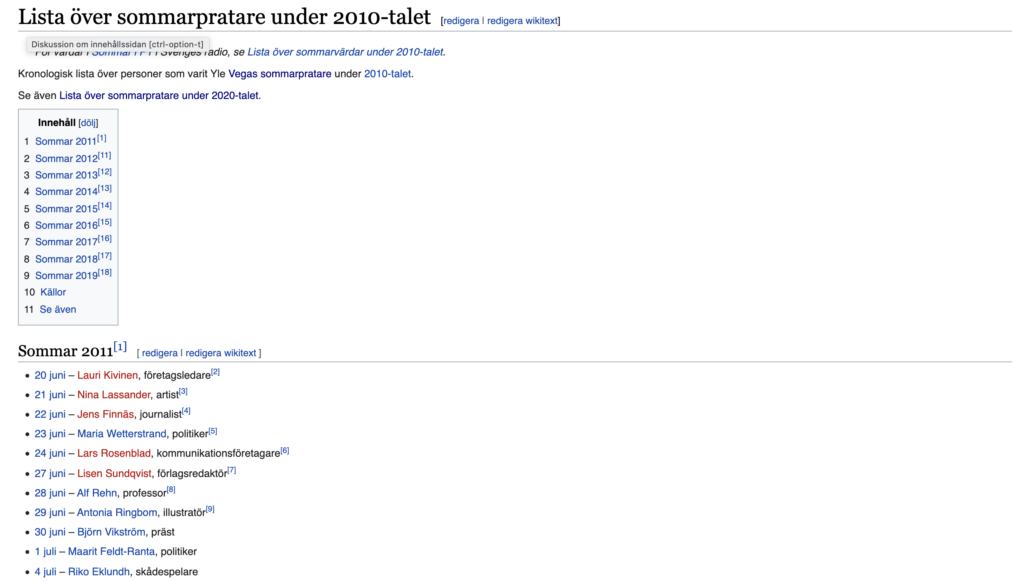 Lista över sommarpratare under 2010-talet [redigera | redigera wikitext]
Diskussion om innehållssidan [ctrl-option-t]
För värdar i Sommar i P1 i Sveriges radio, se Lista över sommarvärdar under 2010-talet.
Kronologisk lista över personer som varit Yle Vegas sommarpratare under 2010-talet.
Se även Lista över sommarpratare under 2020-talet.
Innehåll [dölj]
1 Sommar 2011[1]
2 Sommar 2012[11]
3 Sommar 2013[12]
4 Sommar 2014[13]
5 Sommar 2015[14]
6 Sommar 2016[15]
7 Sommar 2017[16]
8 Sommar 2018[17]
9 Sommar 2019[18]
10 Källor
11 Se även
Sommar 2011[1] [ redigera | redigera wikitext ]
• 20 juni – Lauri Kivinen, företagsledare[2]
• 21 juni – Nina Lassander, artist[3]
• 22 juni – Jens Finnäs, journalist[4]
• 23 juni – Maria Wetterstrand, politiker[5]
• 24 juni – Lars Rosenblad, kommunikationsföretagare[6]
• 27 juni – Lisen Sundqvist, förlagsredaktör[7]
• 28 juni – Alf Rehn, professor[8]
• 29 juni – Antonia Ringbom, illustratör[9]
• 30 juni – Björn Vikström, präst
• 1 juli – Maarit Feldt-Ranta, politiker
• 4 juli – Riko Eklundh, skådespelare